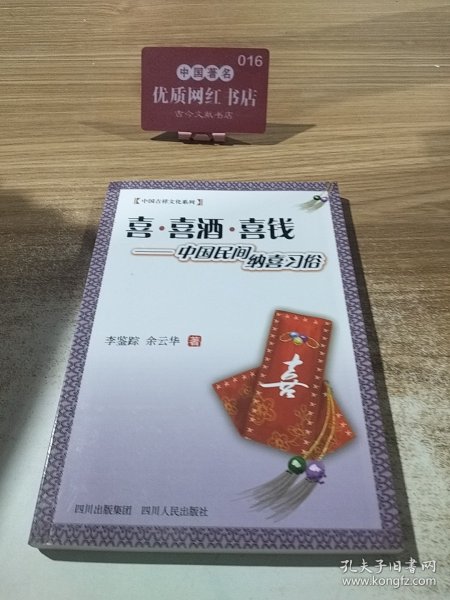 016
中国著名
优质网红书店
古今文献书店
【中国吉祥文化系列】
喜·喜酒·喜钱
——中国民间纳喜习俗
李鉴踪 余云华 著
喜
四川出版集团 四川人民出版社
孔夫子旧书网
www.kongfz.com